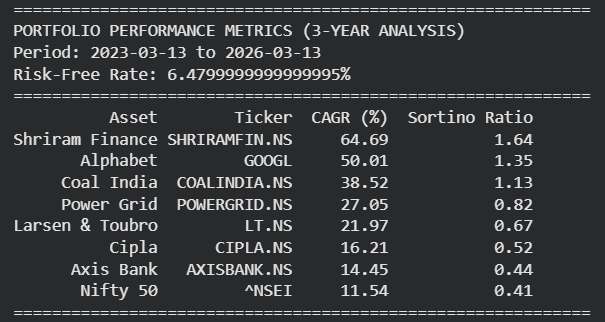 ============================================================
PORTFOLIO PERFORMANCE METRICS (3-YEAR ANALYSIS)
Period: 2023-03-13 to 2026-03-13
Risk-Free Rate: 6.4799999999999995%
============================================================
Asset Ticker CAGR (%) Sortino Ratio
Shriram Finance SHRIRAMFIN.NS 64.69 1.64
Alphabet GOOGL 50.01 1.35
Coal India COALINDIA.NS 38.52 1.13
Power Grid POWERGRID.NS 27.05 0.82
Larsen & Toubro LT.NS 21.97 0.67
Cipla CIPLA.NS 16.21 0.52
Axis Bank AXISBANK.NS 14.45 0.44
Nifty 50 ^NSEI 11.54 0.41
============================================================